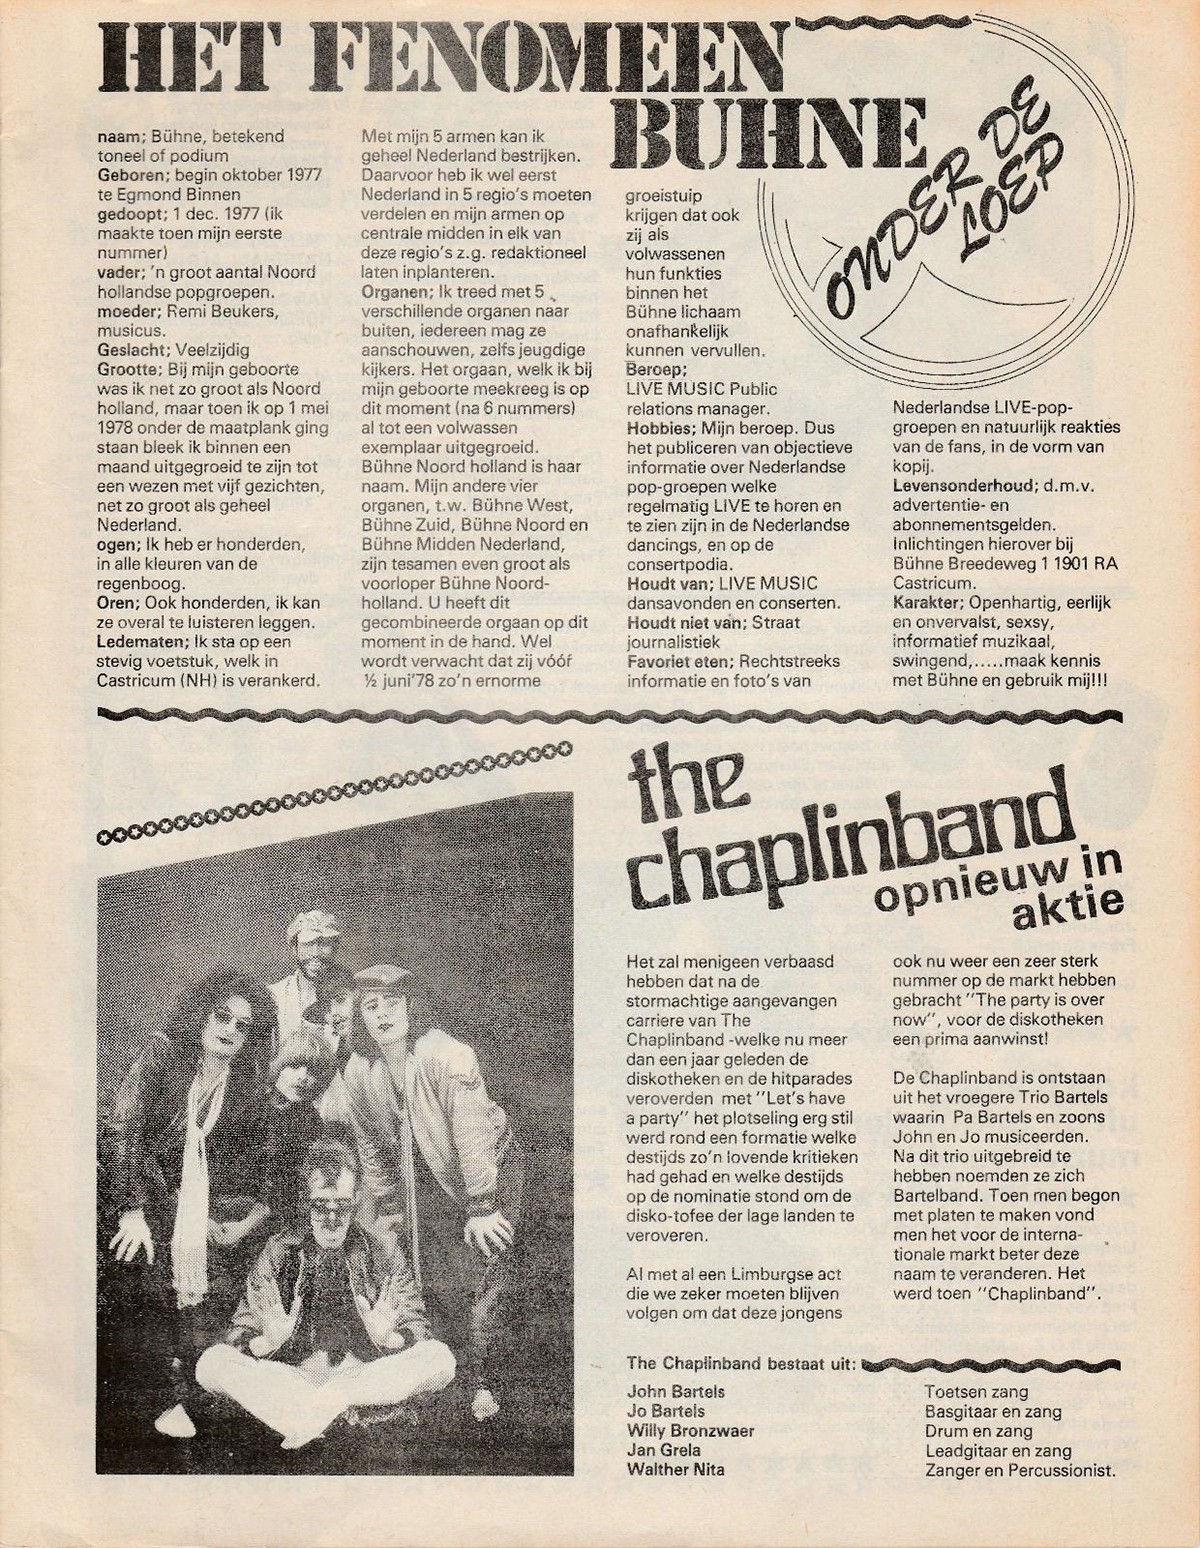 HET FENOMEEN
BUHNE
ONDER DE
LOEP
naam; Bühne, betekend
toneel of podium
Geboren; begin oktober 1977
te Egmond Binnen
gedoopt; 1 dec. 1977 (ik
maakte toen mijn eerste
nummer)
vader; 'n groot aantal Noord
hollandse popgroepen.
moeder; Remi Beukers,
musicus.
Geslacht; Veelzijdig
Grootte; Bij mijn geboorte
was ik net zo groot als Noord
holland, maar toen ik op 1 mei
1978 onder de maatplank ging
staan bleek ik binnen een
maand uitgegroeid te zijn tot
een wezen met vijf gezichten,
net zo groot als geheel
Nederland.
ogen; Ik heb er honderden,
in alle kleuren van de
regenboog.
Oren; Ook honderden, ik kan
ze overal te luisteren leggen.
Ledematen; Ik sta op een
stevig voetstuk, welk in
Castricum (NH) is verankerd.
Met mijn 5 armen kan ik
geheel Nederland bestrijken.
Daarvoor heb ik wel eerst
Nederland in 5 regio's moeten
verdelen en mijn armen op
centrale midden in elk van
deze regio's z.g. redaktioneel
laten inplanteren.
Organen; Ik treed met 5
verschillende organen naar
buiten, iedereen mag ze
aanschouwen, zelfs jeugdige
kijkers. Het orgaan, welk ik bij
mijn geboorte meekreeg is op
dit moment (na 6 nummers)
al tot een volwassen
exemplaar uitgegroeid.
Bühne Noord holland is haar
naam. Mijn andere vier
organen, t.w. Bühne West,
Bühne Zuid, Bühne Noord en
Bühne Midden Nederland,
zijn tesamen even groot als
voorloper Bühne Noord-
holland. U heeft dit
gecombineerde orgaan op dit
moment in de hand. Wel
wordt verwacht dat zij vóór
½ juni'78 zo'n ernorme
groeistuip
krijgen dat ook
zij als
volwassenen
hun funkties
binnen het
Bühne lichaam
onafhankelijk
kunnen vervullen.
Beroep;
LIVE MUSIC Public
relations manager.
Hobbies; Mijn beroep. Dus
het publiceren van objectieve
informatie over Nederlandse
pop-groepen welke
regelmatig LIVE te horen en
te zien zijn in de Nederlandse
dancings, en op de
consertpodia.
Houdt van; LIVE MUSIC
dansavonden en conserten.
Houdt niet van; Straat
journalistiek
Favoriet eten; Rechtstreeks
informatie en foto's van
Nederlandse LIVE-pop-
groepen en natuurlijk reakties
van de fans, in de vorm van
kopij.
Levensonderhoud; d.m.v.
advertentie- en
abonnementsgelden.
Inlichtingen hierover bij
Bühne Breedeweg 1 1901 RA
Castricum.
Karakter; Openhartig, eerlijk
en onvervalst, sexsy,
informatief muzikaal,
swingend,.....maak kennis
met Bühne en gebruik mij!!!
the
chaplinband
opnieuw in
aktie
Het zal menigeen verbaasd
hebben dat na de
stormachtige aangevangen
carriere van The
Chaplinband -welke nu meer
dan een jaar geleden de
diskotheken en de hitparades
veroverden met "Let's have
a party" het plotseling erg stil
werd rond een formatie welke
destijds zo'n lovende kritieken
had gehad en welke destijds
op de nominatie stond om de
disko-tofee der lage landen te
veroveren.
Al met al een Limburgse act
die we zeker moeten blijven
volgen om dat deze jongens
ook nu weer een zeer sterk
nummer op de markt hebben
gebracht "The party is over
now", voor de diskotheken
een prima aanwinst!
De Chaplinband is ontstaan
uit het vroegere Trio Bartels
waarin Pa Bartels en zoons
John en Jo musiceerden.
Na dit trio uitgebreid te
hebben noemden ze zich
Bartelband. Toen men begon
met platen te maken vond
men het voor de interna-
tionale markt beter deze
naam te veranderen. Het
werd toen "Chaplinband".
The Chaplinband bestaat uit:
John Bartels Toetsen zang
Jo Bartels Basgitaar en zang
Willy Bronzwaer Drum en zang
Jan Grela Leadgitaar en zang
Walther Nita Zanger en Percussionist.